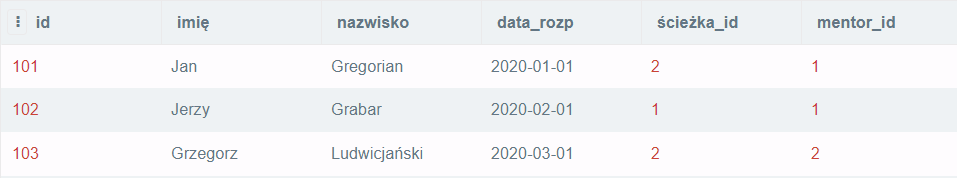 id imię nazwisko data_rozp ścieżka_id mentor_id
101 Jan Gregorian 2020-01-01 2 1
102 Jerzy Grabar 2020-02-01 1 1
103 Grzegorz Ludwicjański 2020-03-01 2 2